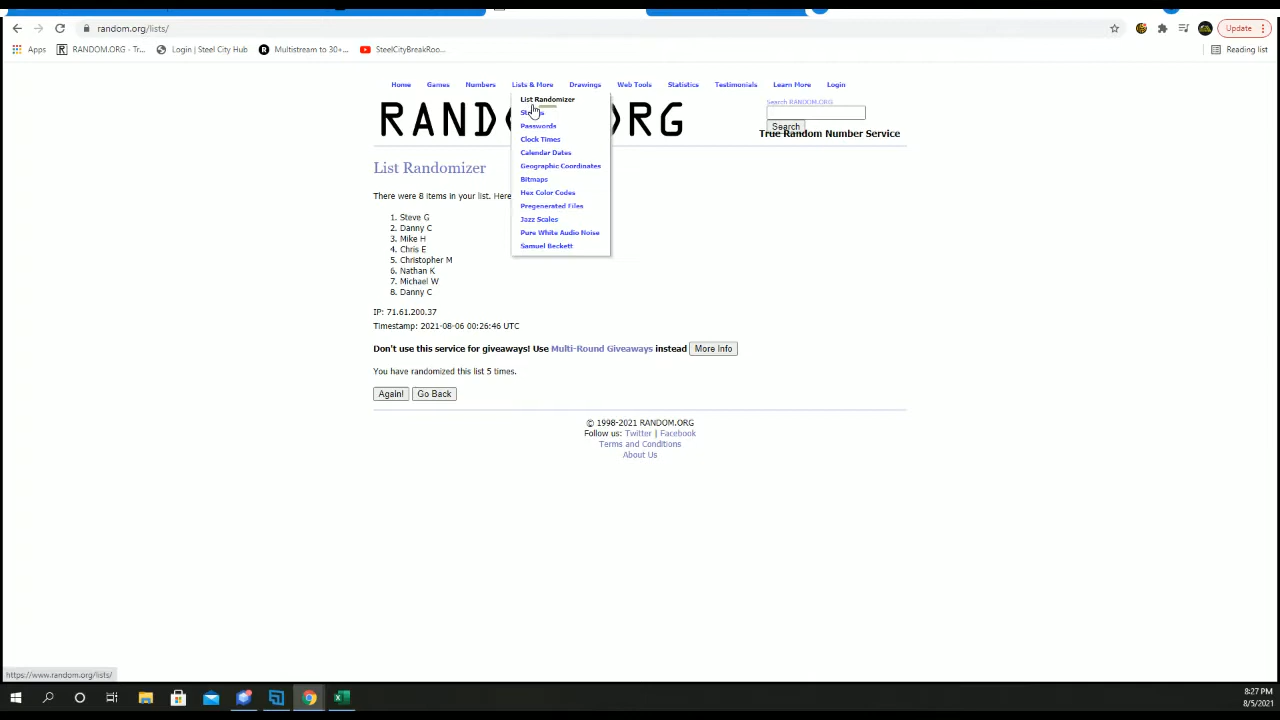 random.org/lists/
Update
Apps
RANDOM.ORG - Tr...
Login | Steel City Hub
Multistream to 30+...
SteelCityBreakRoo...
Reading list
Home
Games
Numbers
Lists & More
Drawings
Web Tools
Statistics
Testimonials
Learn More
Login
List Randomizer
Passwords
Clock Times
Calendar Dates
Geographic Coordinates
Bitmaps
Hex Color Codes
Pregenerated Files
Jazz Scales
Pure White Audio Noise
Samuel Beckett
Search RANDOM.ORG
Search
True Random Number Service
List Randomizer
There were 8 items in your list. Here
1. Steve G
2. Danny C
3. Mike H
4. Chris E
5. Christopher M
6. Nathan K
7. Michael W
8. Danny C
IP: 71.61.200.37
Timestamp: 2021-08-06 00:26:46 UTC
Don't use this service for giveaways! Use Multi-Round Giveaways instead
More Info
You have randomized this list 5 times.
Again!
Go Back
© 1998-2021 RANDOM.ORG
Follow us: Twitter | Facebook
Terms and Conditions
About Us
https://www.random.org/lists/
8:27 PM
8/5/2021